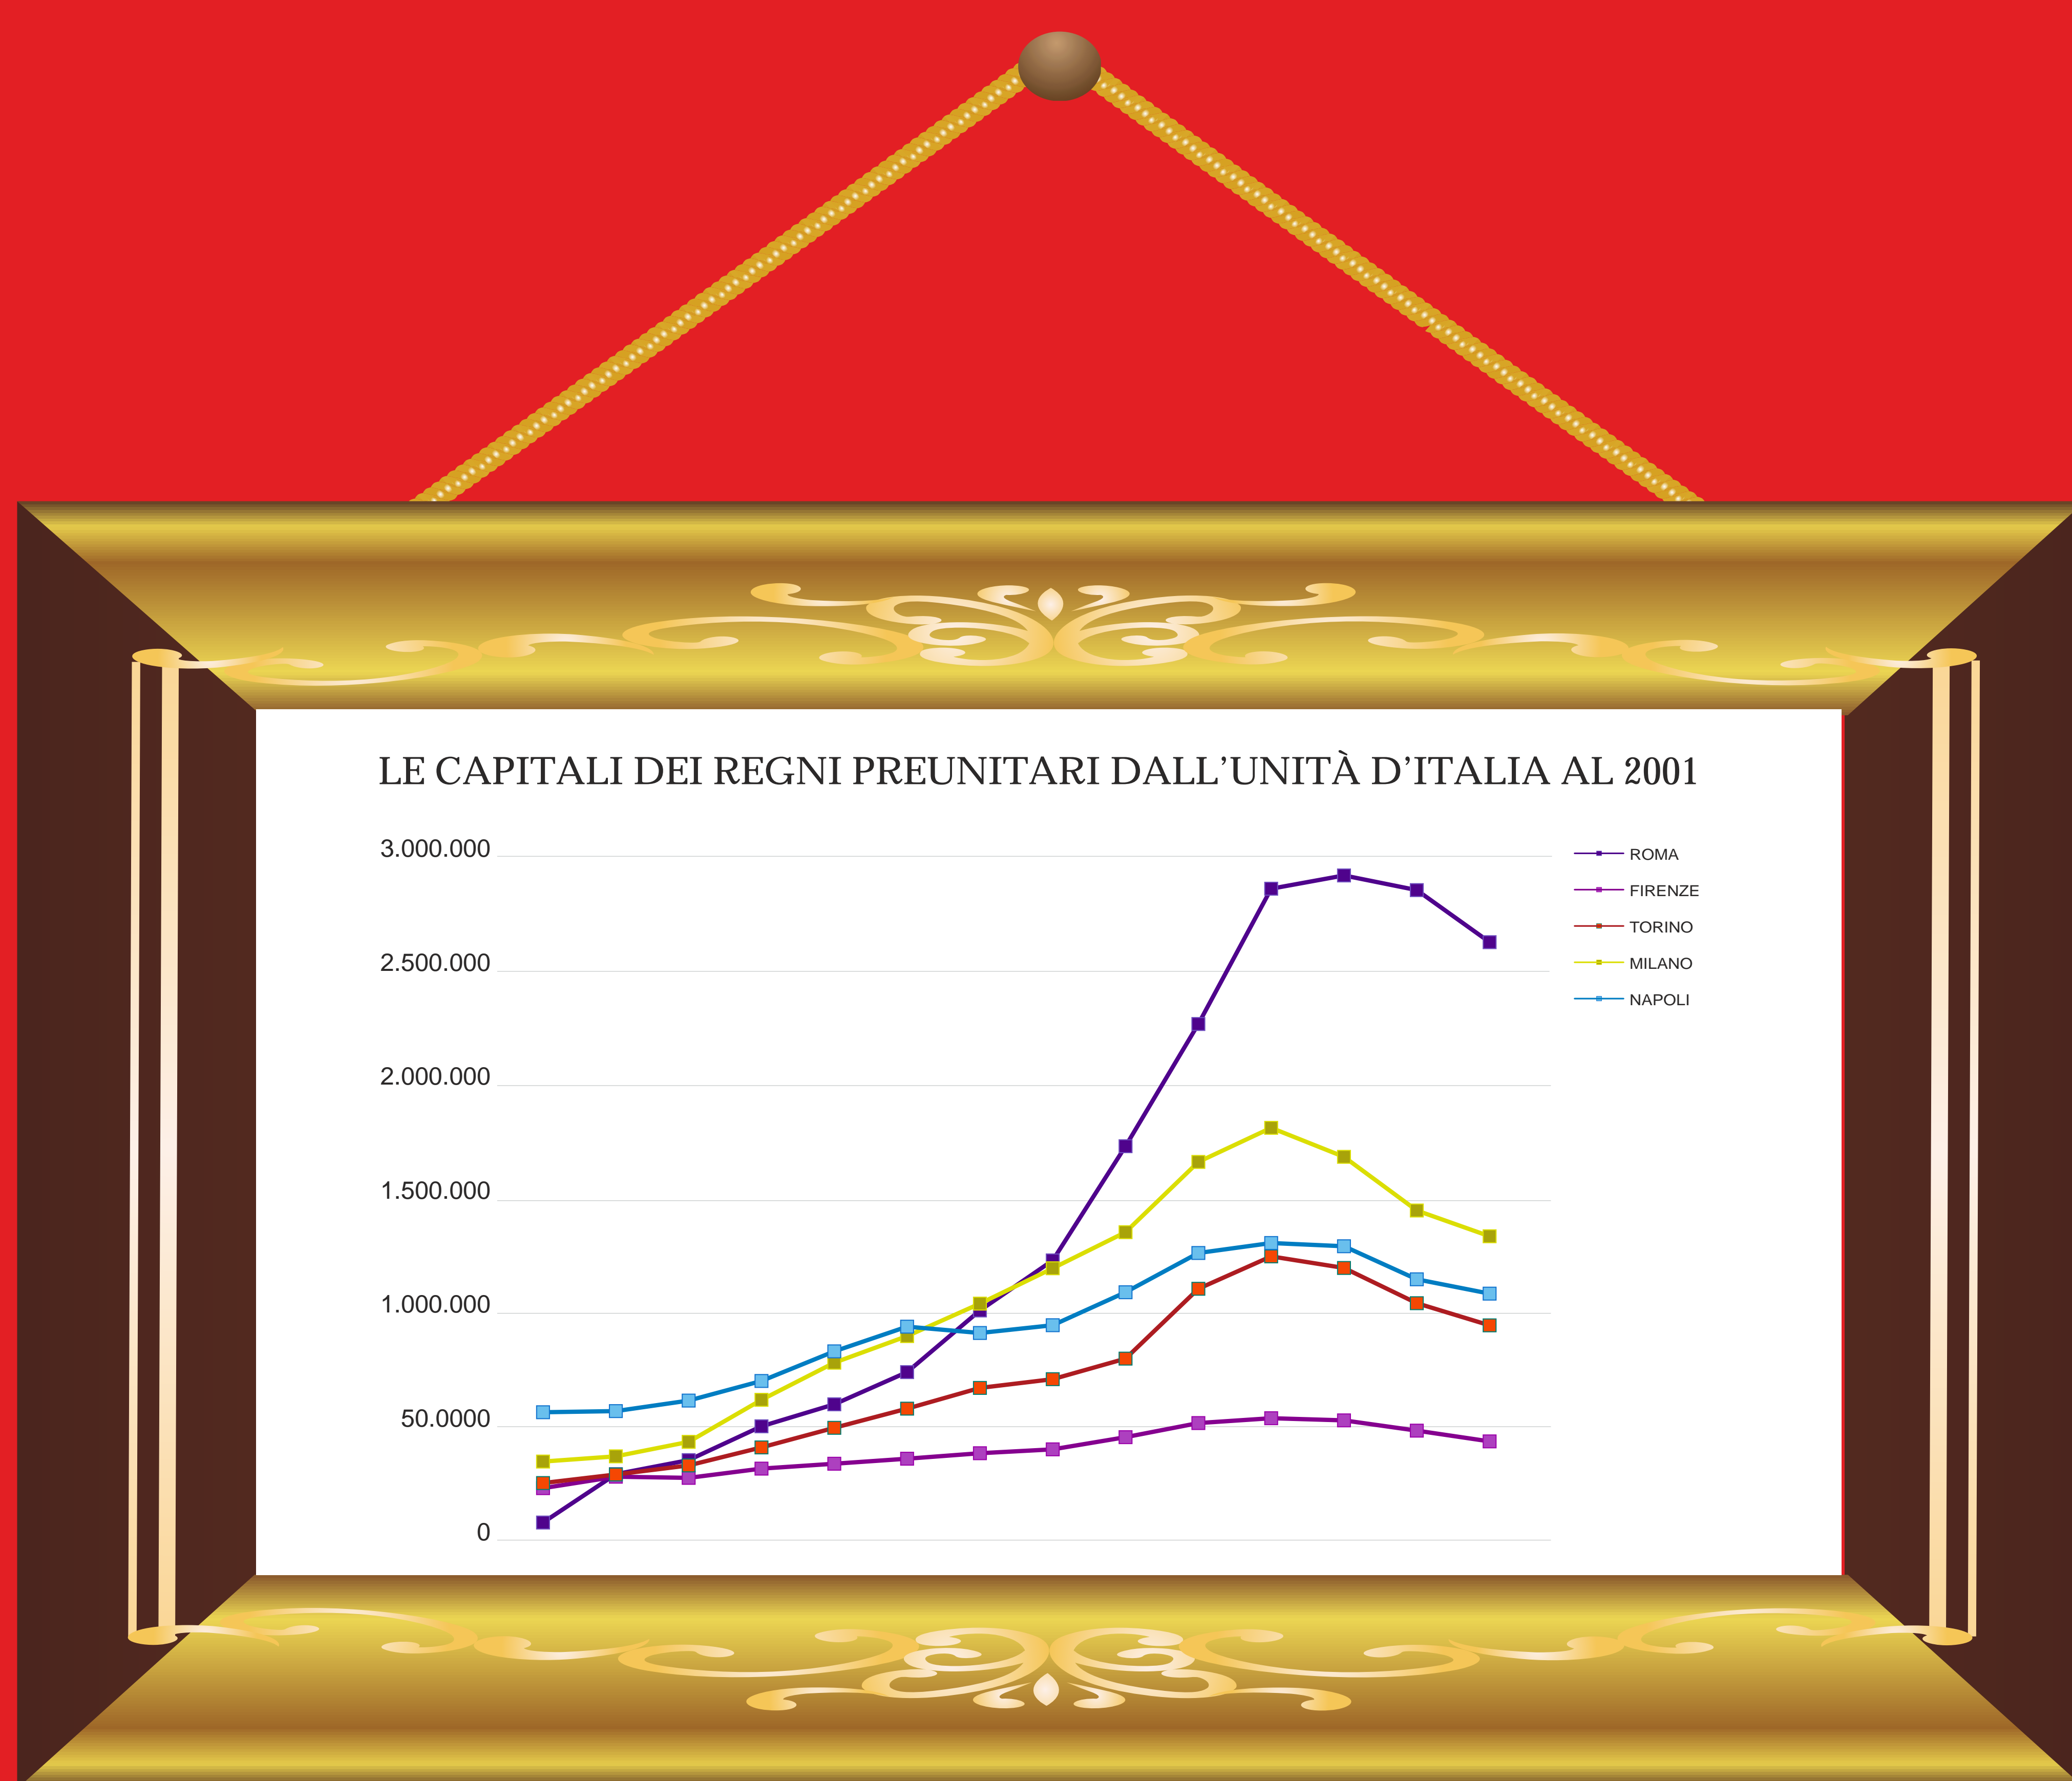 LE CAPITALI DEI REGNI PREUNITARI DALL’UNITÀ D’ITALIA AL 2001
3.000.000
2.500.000
2.000.000
1.500.000
1.000.000
50.0000
0
ROMA
FIRENZE
TORINO
MILANO
NAPOLI